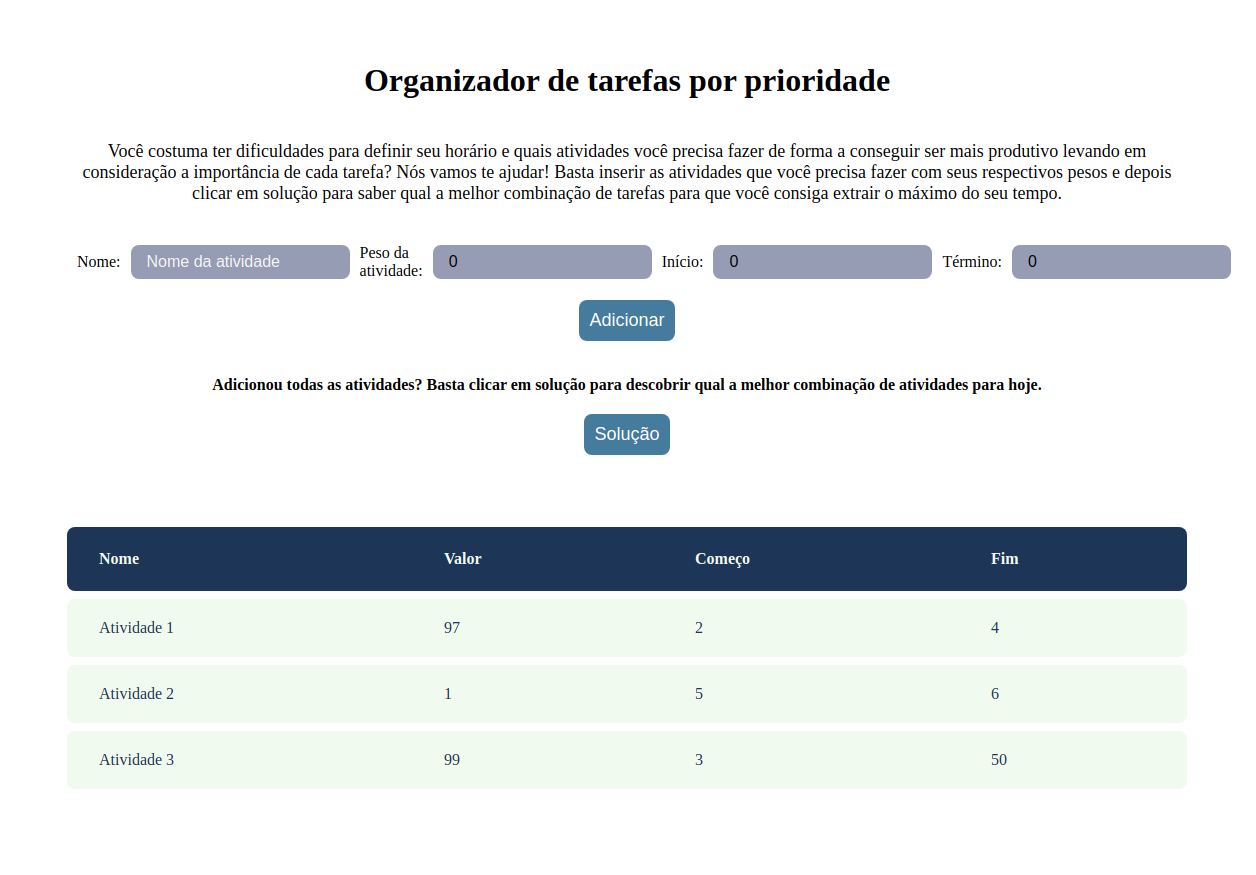 Organizador de tarefas por prioridade
Você costuma ter dificuldades para definir seu horário e quais atividades você precisa fazer de forma a conseguir ser mais produtivo levando em
consideração a importância de cada tarefa? Nós vamos te ajudar! Basta inserir as atividades que você precisa fazer com seus respectivos pesos e depois
clicar em solução para saber qual a melhor combinação de tarefas para que você consiga extrair o máximo do seu tempo.
Nome: Nome da atividade Peso da atividade: 0 Início: 0 Término: 0
Adicionar
Adicionou todas as atividades? Basta clicar em solução para descobrir qual a melhor combinação de atividades para hoje.
Solução
Nome Valor Começo Fim
Atividade 1 97 2 4
Atividade 2 1 5 6
Atividade 3 99 3 50